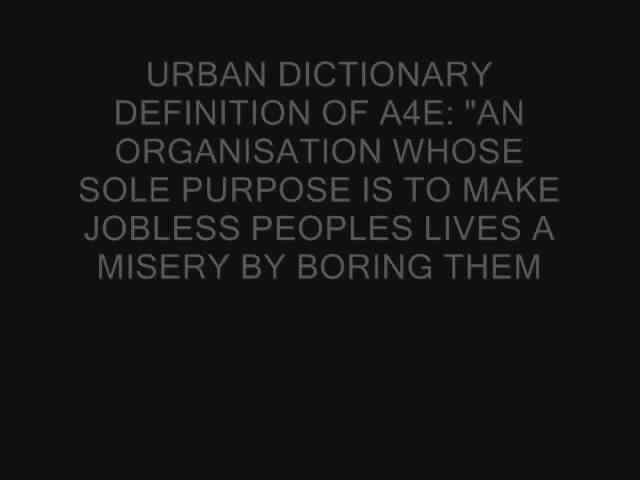 URBAN DICTIONARY
DEFINITION OF A4E: "AN
ORGANISATION WHOSE
SOLE PURPOSE IS TO MAKE
JOBLESS PEOPLES LIVES A
MISERY BY BORING THEM